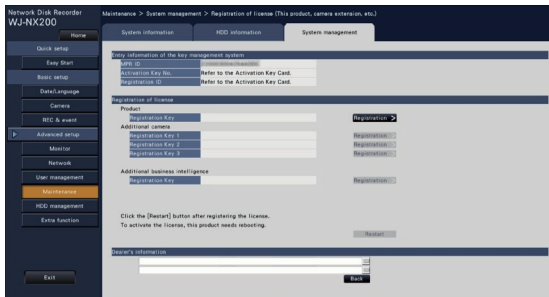 Network Disk Recorder
WJ-NX200
Home
Quick setup
Easy Start
Basic setup
Date/Language
Camera
REC & event
Advanced setup
Monitor
Network
User management
Maintenance
HDD management
Extra function
Exit
Maintenance > System management > Registration of license (This product, camera extension, etc.)
System information HDD information System management
Entry information of the key management system
MPR ID
Activation Key No. Refer to the Activation Key Card.
Registration ID Refer to the Activation Key Card.
Registration of license
Product
Registration Key Registration >
Additional camera
Registration Key 1 Registration
Registration Key 2 Registration
Registration Key 3 Registration
Additional business intelligence
Registration Key Registration
Click the [Restart] button after registering the license.
To activate the license, this product needs rebooting.
Restart
Dealer's information
Back